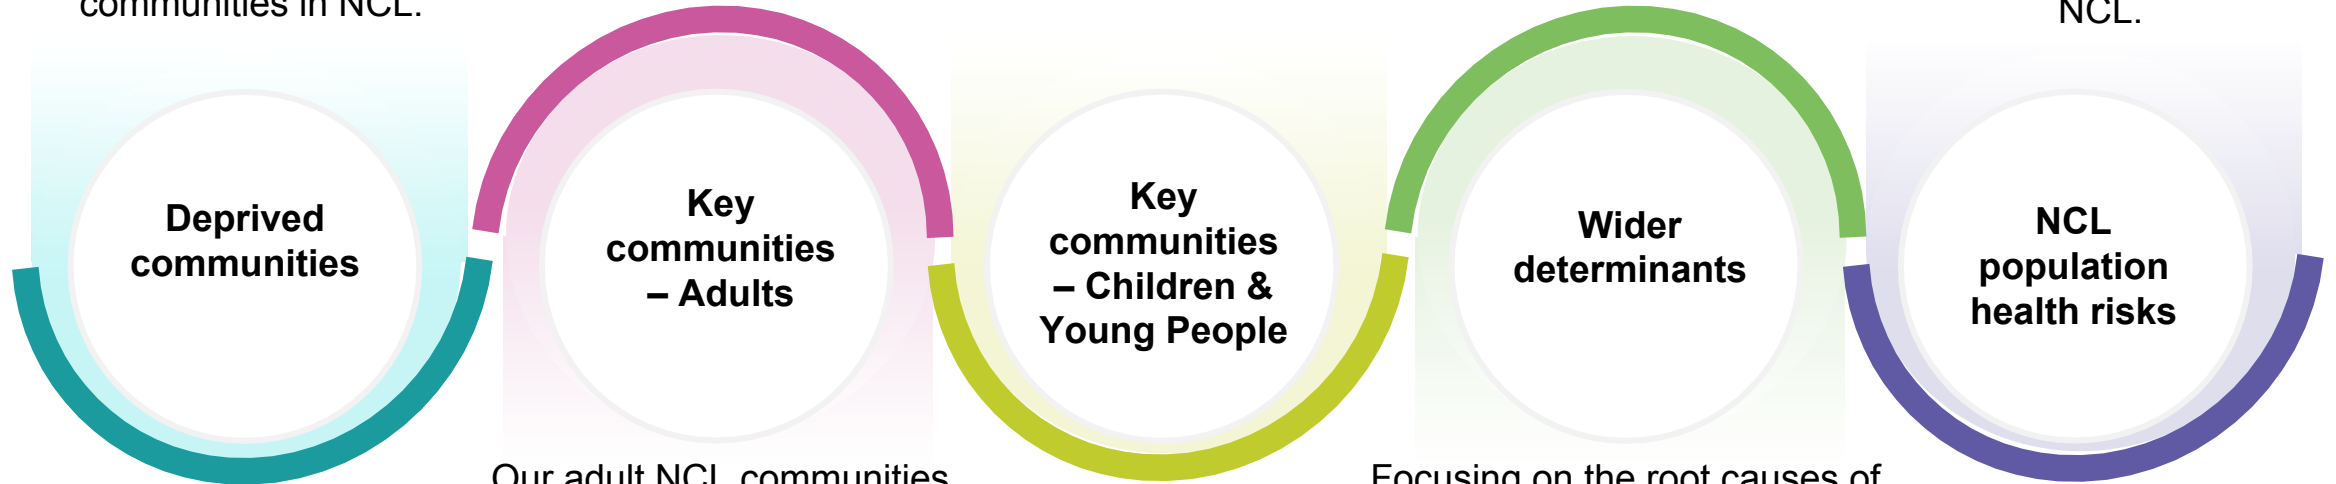 communities in NCL.
NCL.
Deprived
communities
Key
communities
– Adults
Key
communities
– Children &
Young People
Wider
determinants
NCL
population
health risks
Our adult NCL communities
Focusing on the root causes of